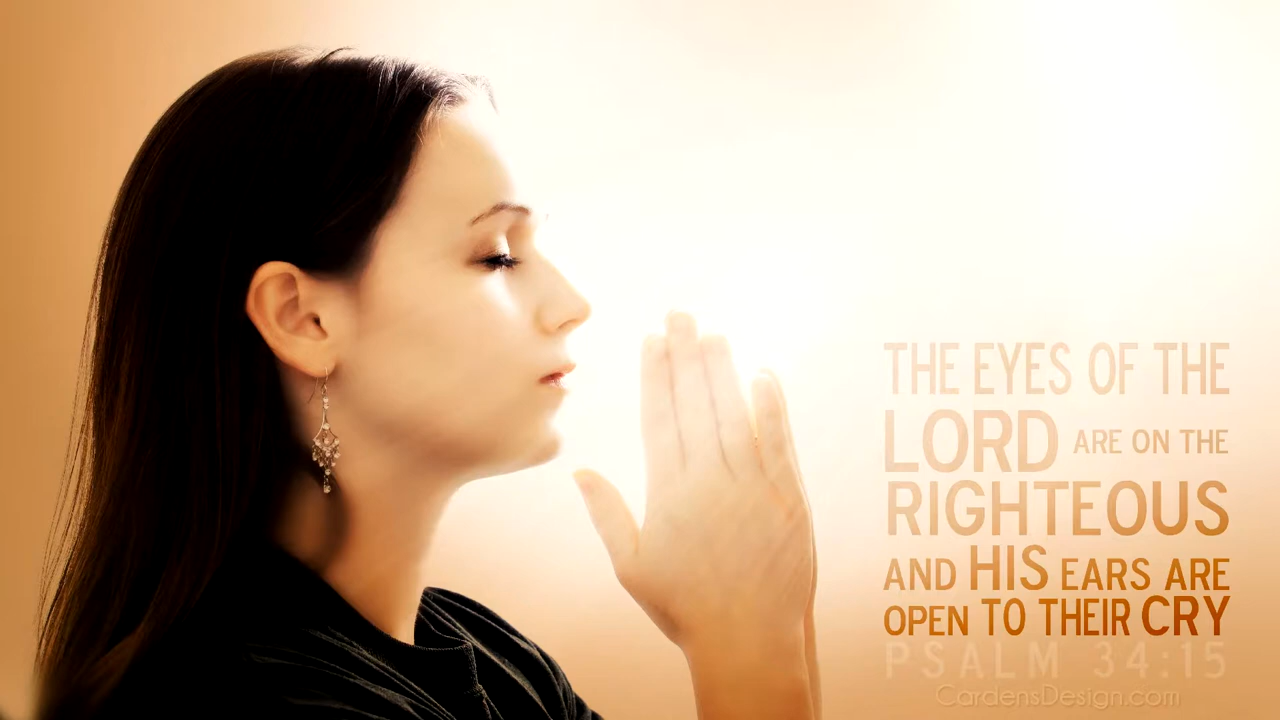 THE EYES OF THE
LORD ARE ON THE
RIGHTEOUS
AND HIS EARS ARE
OPEN TO THEIR CRY
PSALM 34:15
CardensDesign.com